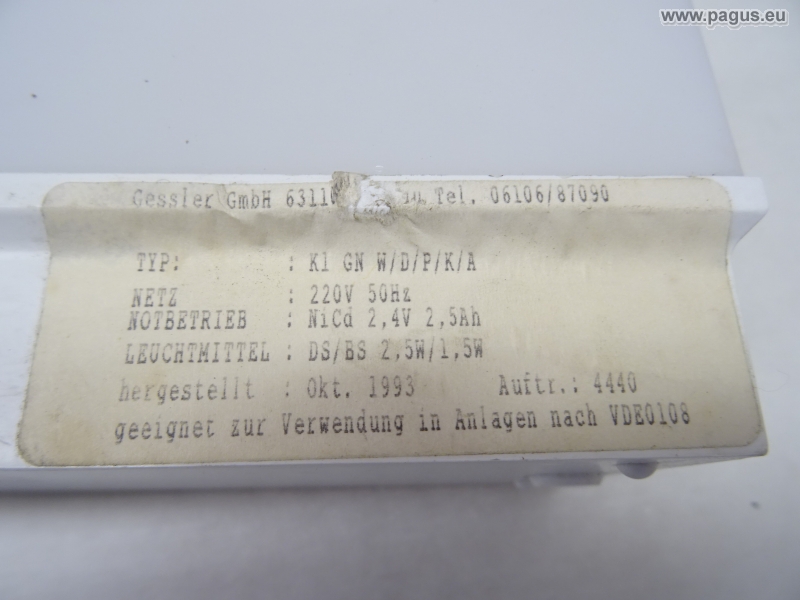 www.pagus.eu
Gessler GmbH 6311 Tel. 06106/87090
TYP: : K1 GN W/D/P/K/A
NETZ : 220V 50Hz
NOTBETRIEB : NiCd 2,4V 2,5Ah
LEUCHTMITTEL : DS/BS 2,5W/1,5W
hergestellt : Okt. 1993 Auftr.: 4440
geeignet zur Verwendung in Anlagen nach VDE0108